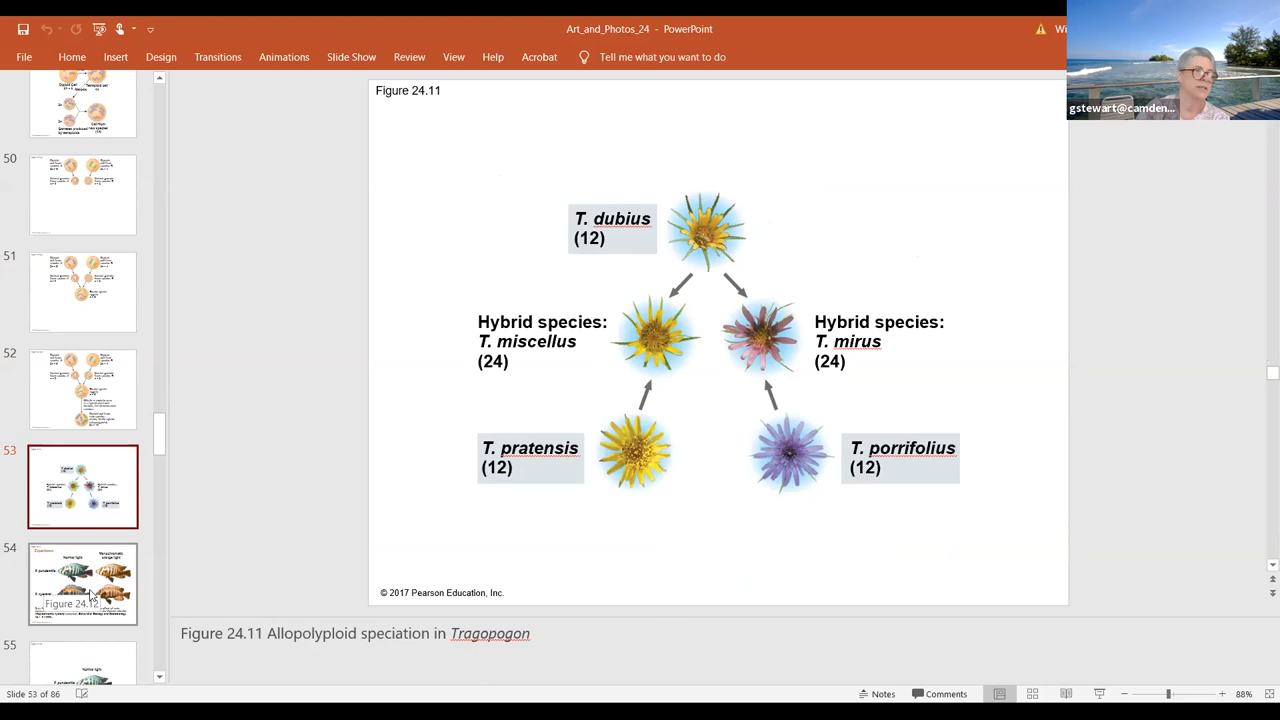 Art_and_Photos_24 - PowerPoint
Wi
File Home Insert Design Transitions Animations Slide Show Review View Help Acrobat Tell me what you want to do
gstewart@camden...
50
51
52
53
54
Figure 24.12
55
Figure 24.11
T. dubius
(12)
Hybrid species:
T. miscellus
(24)
Hybrid species:
T. mirus
(24)
T. pratensis
(12)
T. porrifolius
(12)
© 2017 Pearson Education, Inc.
Figure 24.11 Allopolyploid speciation in Tragopogon
Slide 53 of 86 Notes Comments 88%